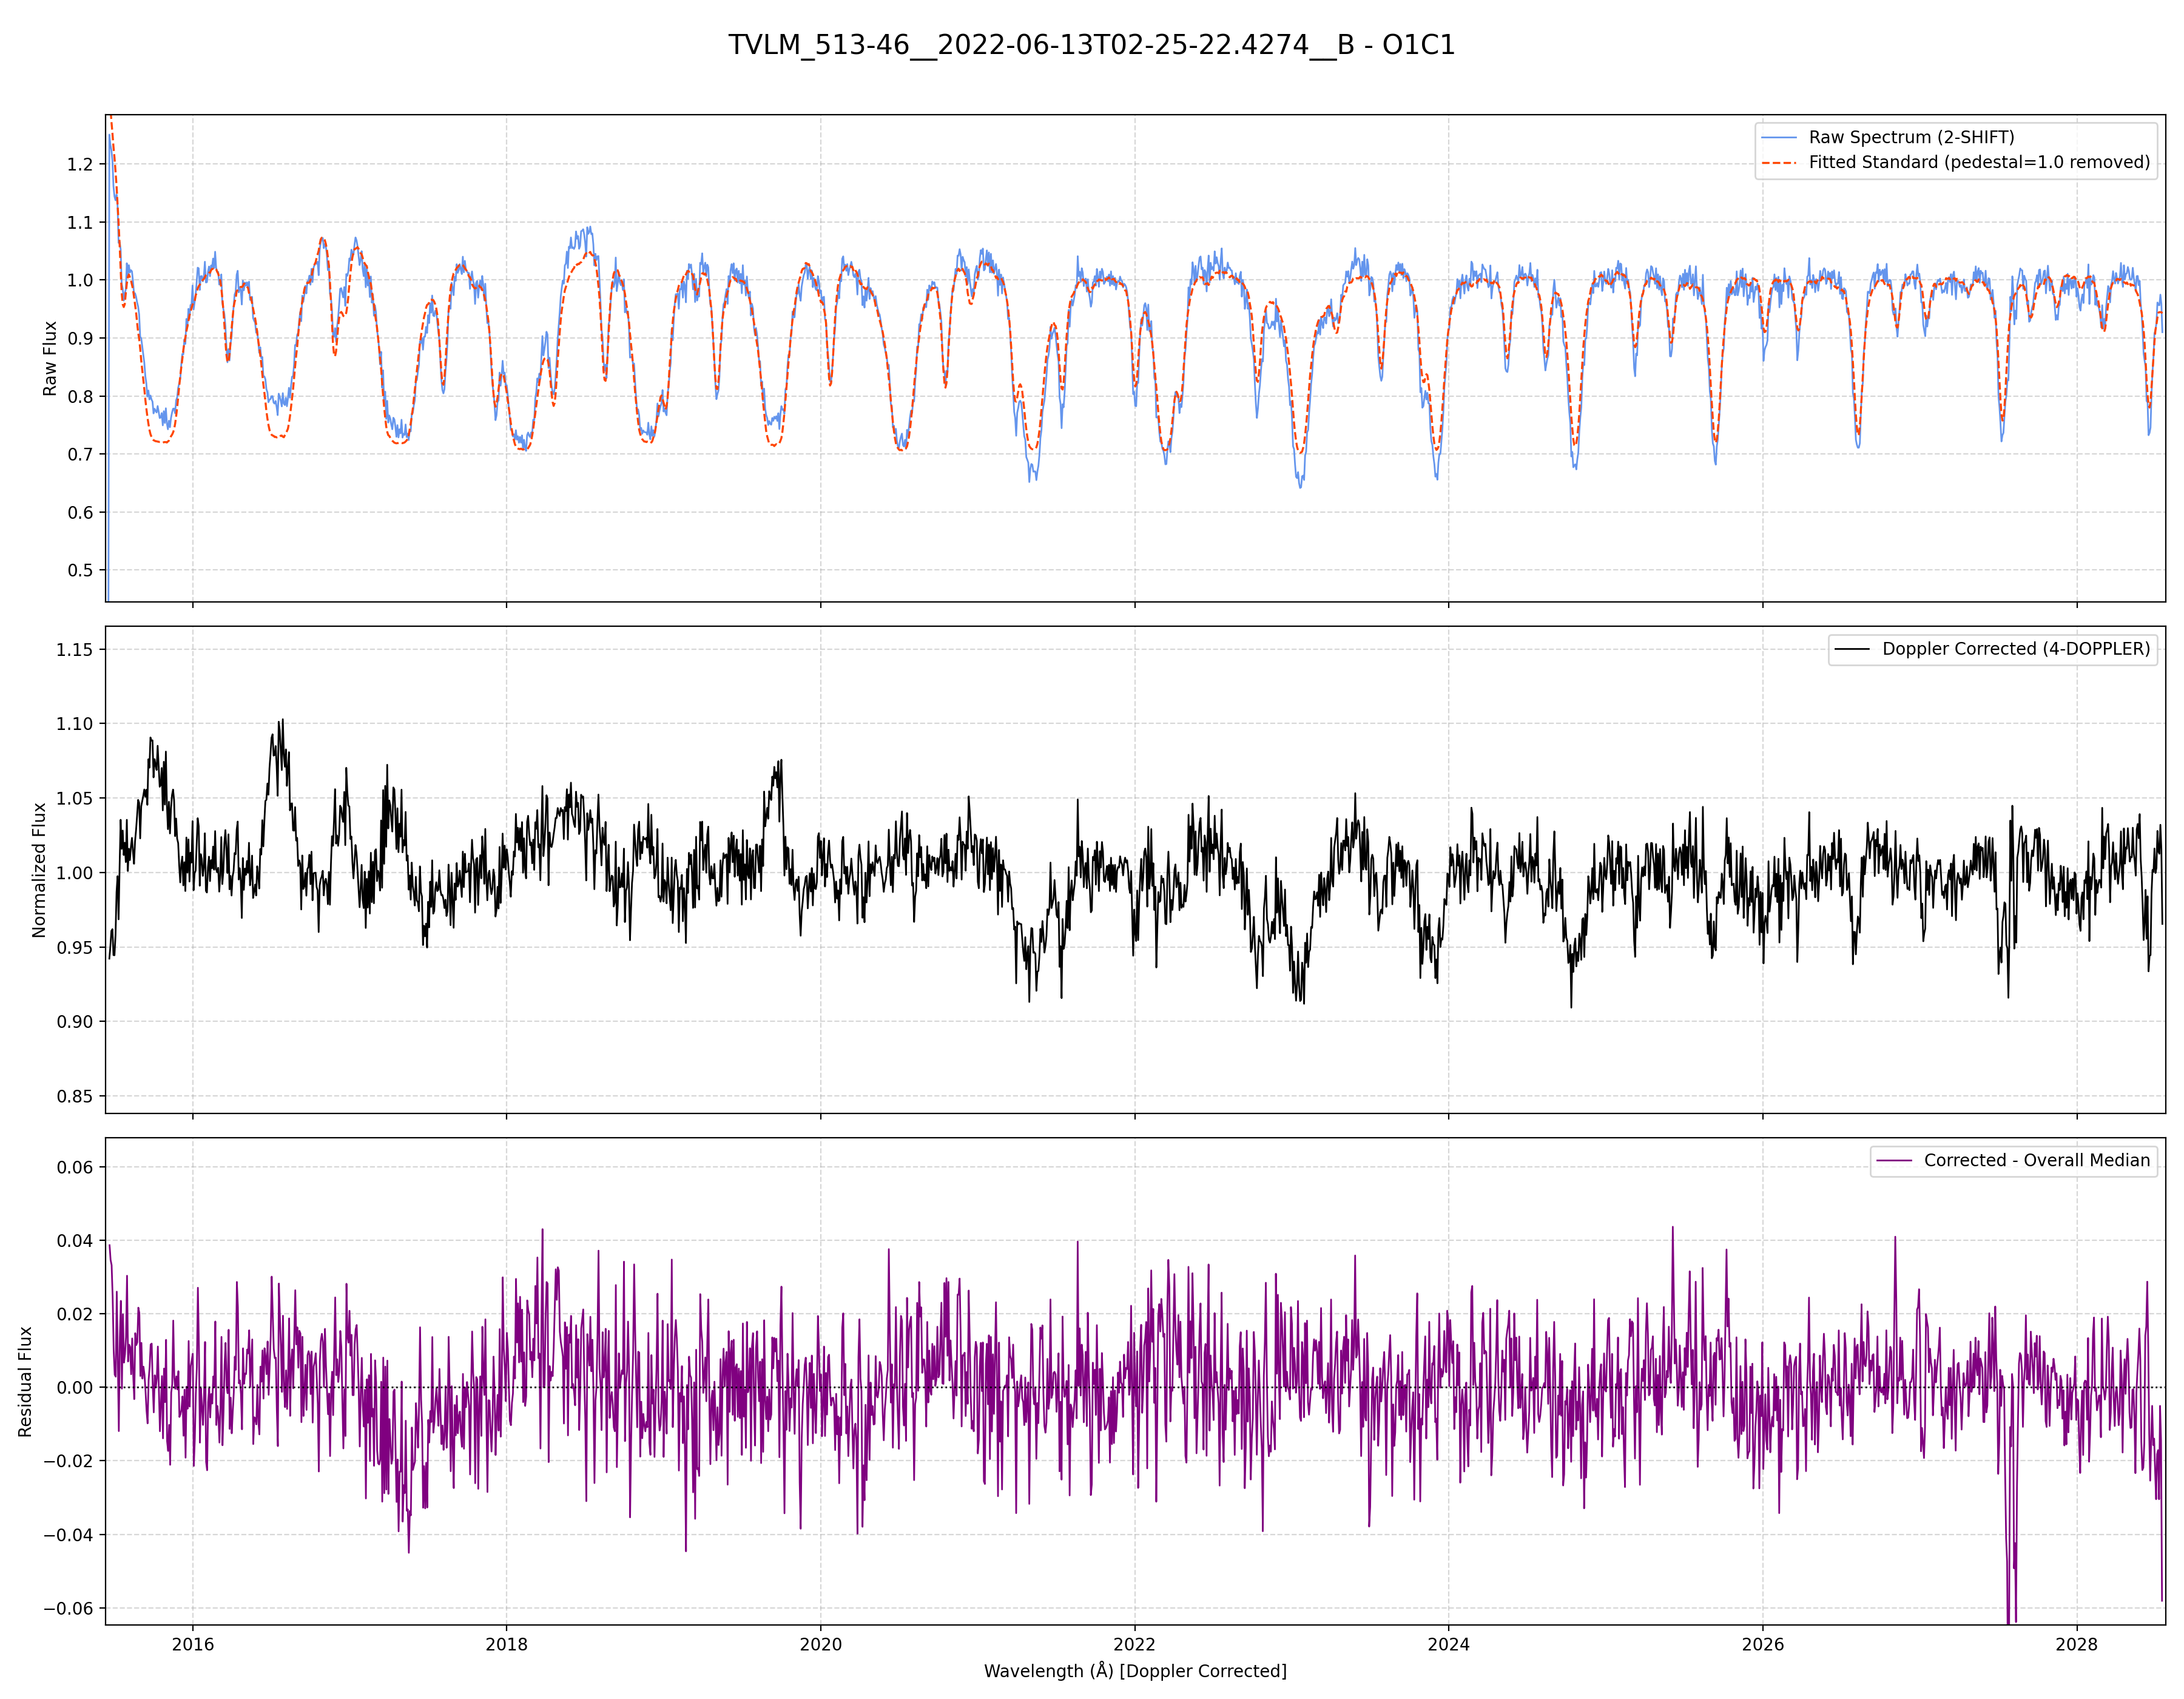 TVLM_513-46__2022-06-13T02-25-22.4274__B - O1C1
Raw Spectrum (2-SHIFT)
Fitted Standard (pedestal=1.0 removed)
1.2
1.1
1.0
0.9
0.8
0.7
0.6
0.5
Raw Flux
Doppler Corrected (4-DOPPLER)
1.15
1.10
1.05
1.00
0.95
0.90
0.85
Normalized Flux
Corrected - Overall Median
0.06
0.04
0.02
0.00
−0.02
−0.04
−0.06
Residual Flux
2016 2018 2020 2022 2024 2026 2028
Wavelength (Å) [Doppler Corrected]